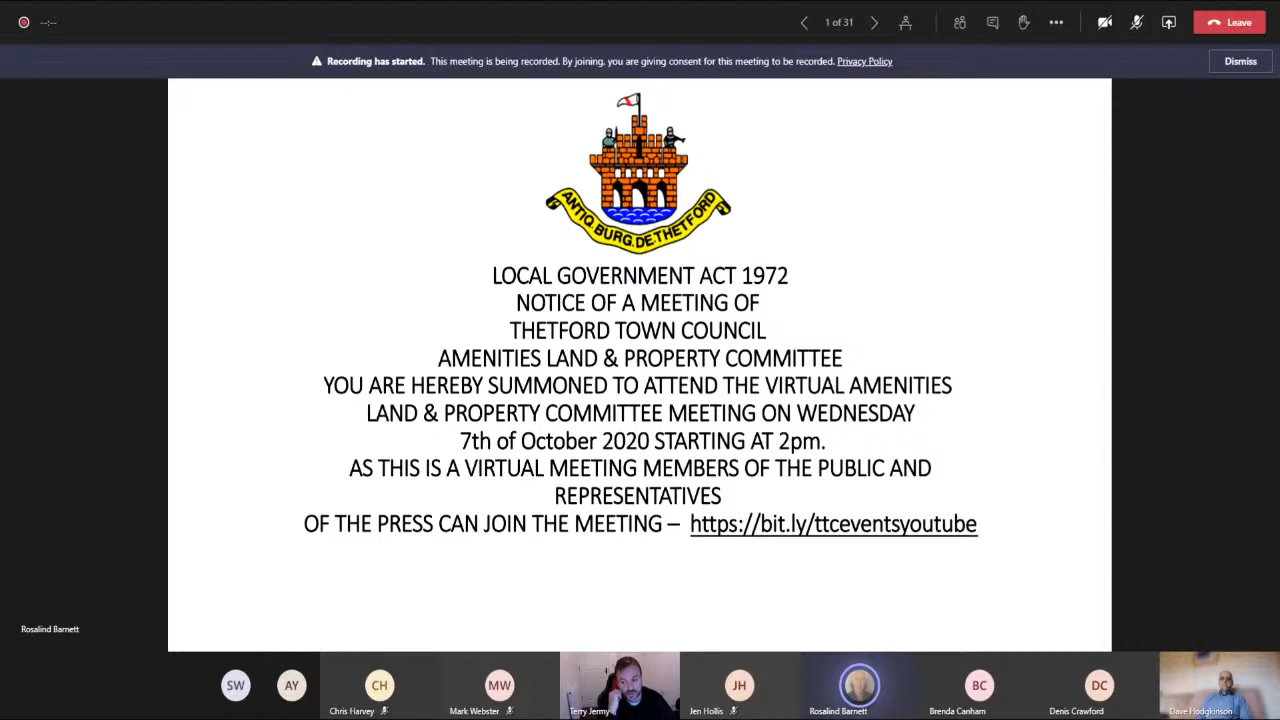 --:--
1 of 31
Leave
Recording has started. This meeting is being recorded. By joining, you are giving consent for this meeting to be recorded. Privacy Policy
Dismiss
ANTIQ.BURG.DE.THETFORD
LOCAL GOVERNMENT ACT 1972
NOTICE OF A MEETING OF
THETFORD TOWN COUNCIL
AMENITIES LAND & PROPERTY COMMITTEE
YOU ARE HEREBY SUMMONED TO ATTEND THE VIRTUAL AMENITIES
LAND & PROPERTY COMMITTEE MEETING ON WEDNESDAY
7th of October 2020 STARTING AT 2pm.
AS THIS IS A VIRTUAL MEETING MEMBERS OF THE PUBLIC AND
REPRESENTATIVES
OF THE PRESS CAN JOIN THE MEETING – https://bit.ly/ttceventsyoutube
Rosalind Barnett
SW
AY
CH
Chris Harvey
MW
Mark Webster
Terry Jermy
JH
Jen Hollis
Rosalind Barnett
BC
Brenda Canham
DC
Denis Crawford
Dave Hodgkinson